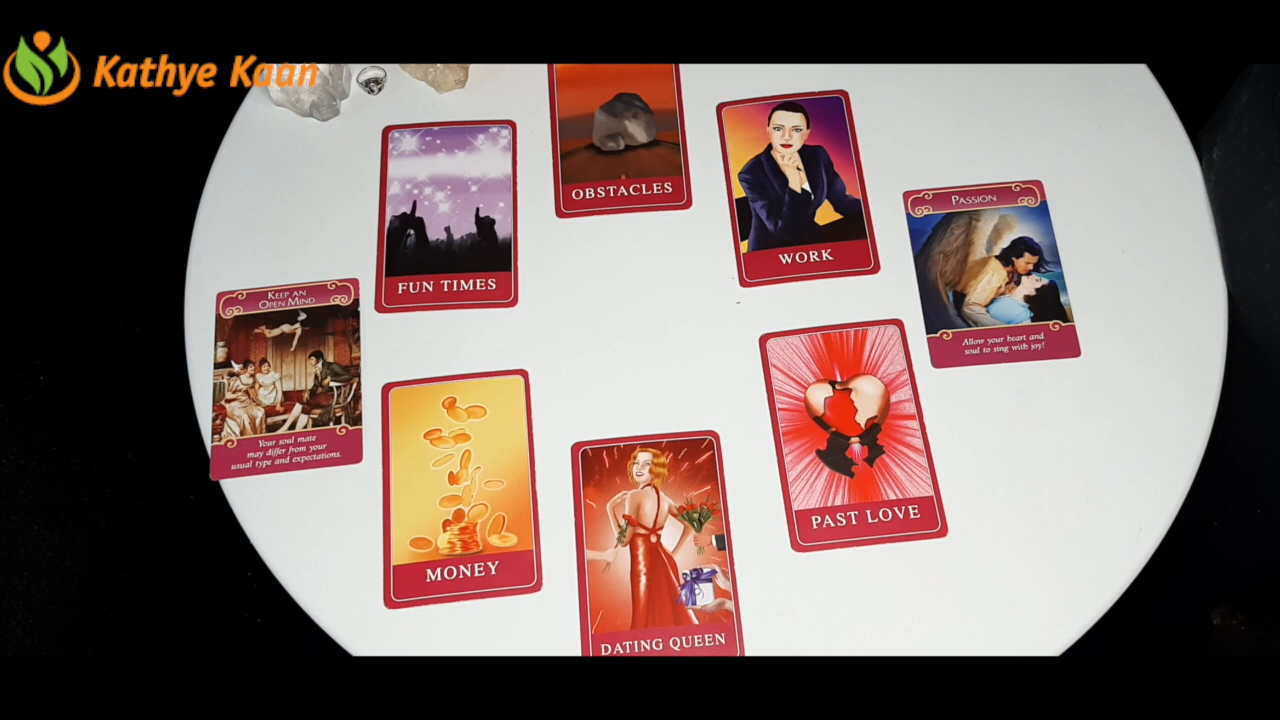 Kathye Kaan
OBSTACLES
FUN TIMES
WORK
PASSION
Allow your heart and
soul to sing with joy!
KEEP AN
OPEN MIND
Your soul mate
may differ from your
usual type and expectations.
MONEY
PAST LOVE
DATING QUEEN